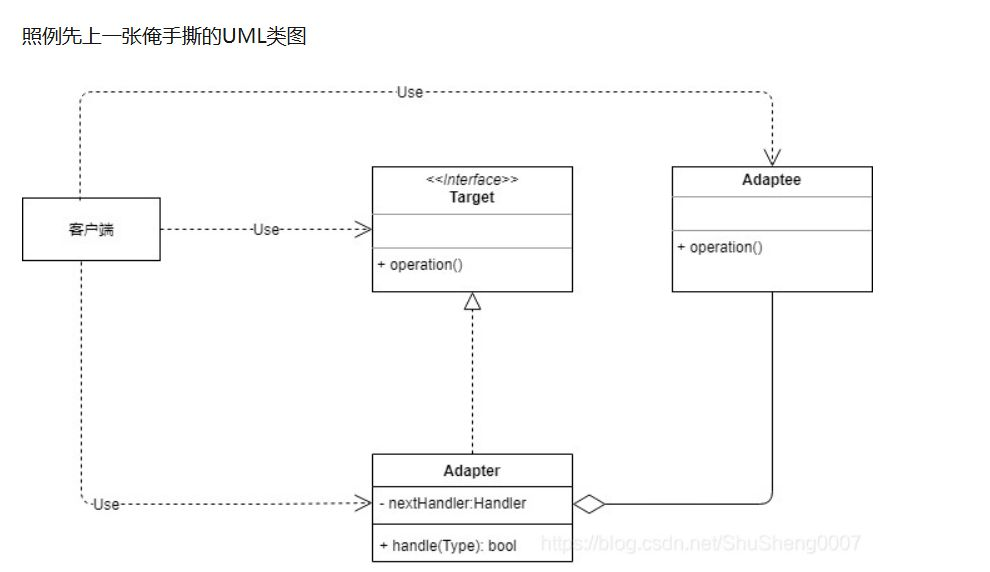 照例先上一张俺手撕的UML类图
Use
<<Interface>>
Target
+ operation()
Adaptee
+ operation()
客户端
Use
Use
Adapter
- nextHandler:Handler
+ handle(Type): bool
https://blog.csdn.net/ShuSheng0007